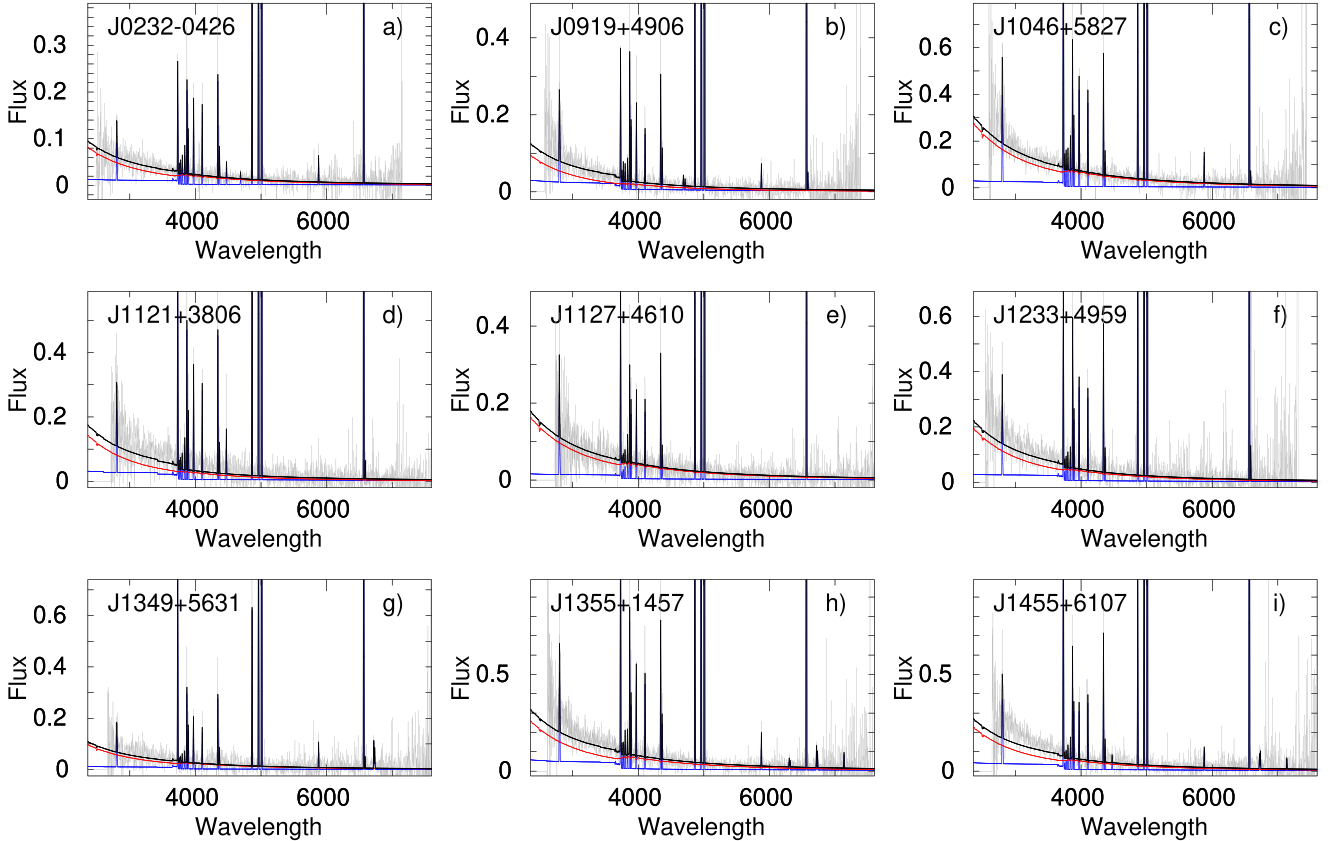 J0232-0426 a)
0.3
0.2
0.1
0
Flux
4000 6000
Wavelength
J0919+4906 b)
0.4
0.2
0
Flux
4000 6000
Wavelength
J1046+5827 c)
0.6
0.4
0.2
0
Flux
4000 6000
Wavelength
J1121+3806 d)
0.4
0.2
0
Flux
4000 6000
Wavelength
J1127+4610 e)
0.4
0.2
0
Flux
4000 6000
Wavelength
J1233+4959 f)
0.6
0.4
0.2
0
Flux
4000 6000
Wavelength
J1349+5631 g)
0.6
0.4
0.2
0
Flux
4000 6000
Wavelength
J1355+1457 h)
0.5
0
Flux
4000 6000
Wavelength
J1455+6107 i)
0.5
0
Flux
4000 6000
Wavelength